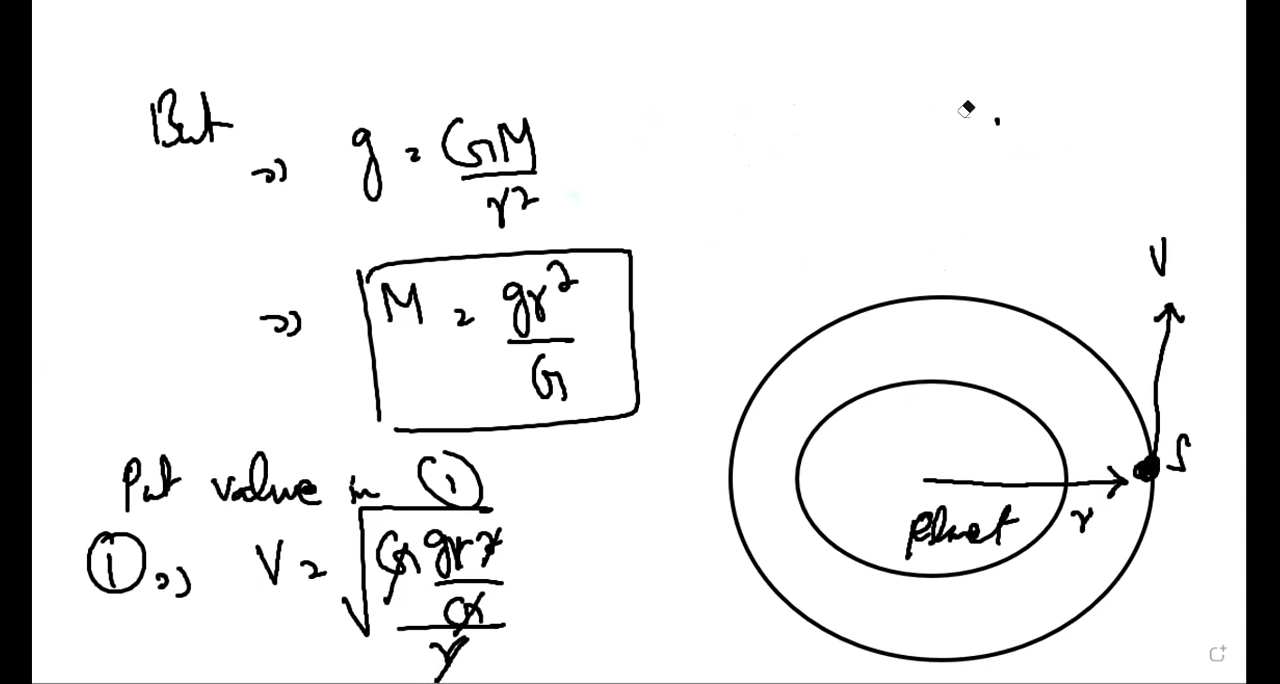 But
⇒ g = GM/r²
⇒ M = gr²/G
Put value in ①
① ⇒ V = √(G gr²/G/r)
V
S
r
Planet